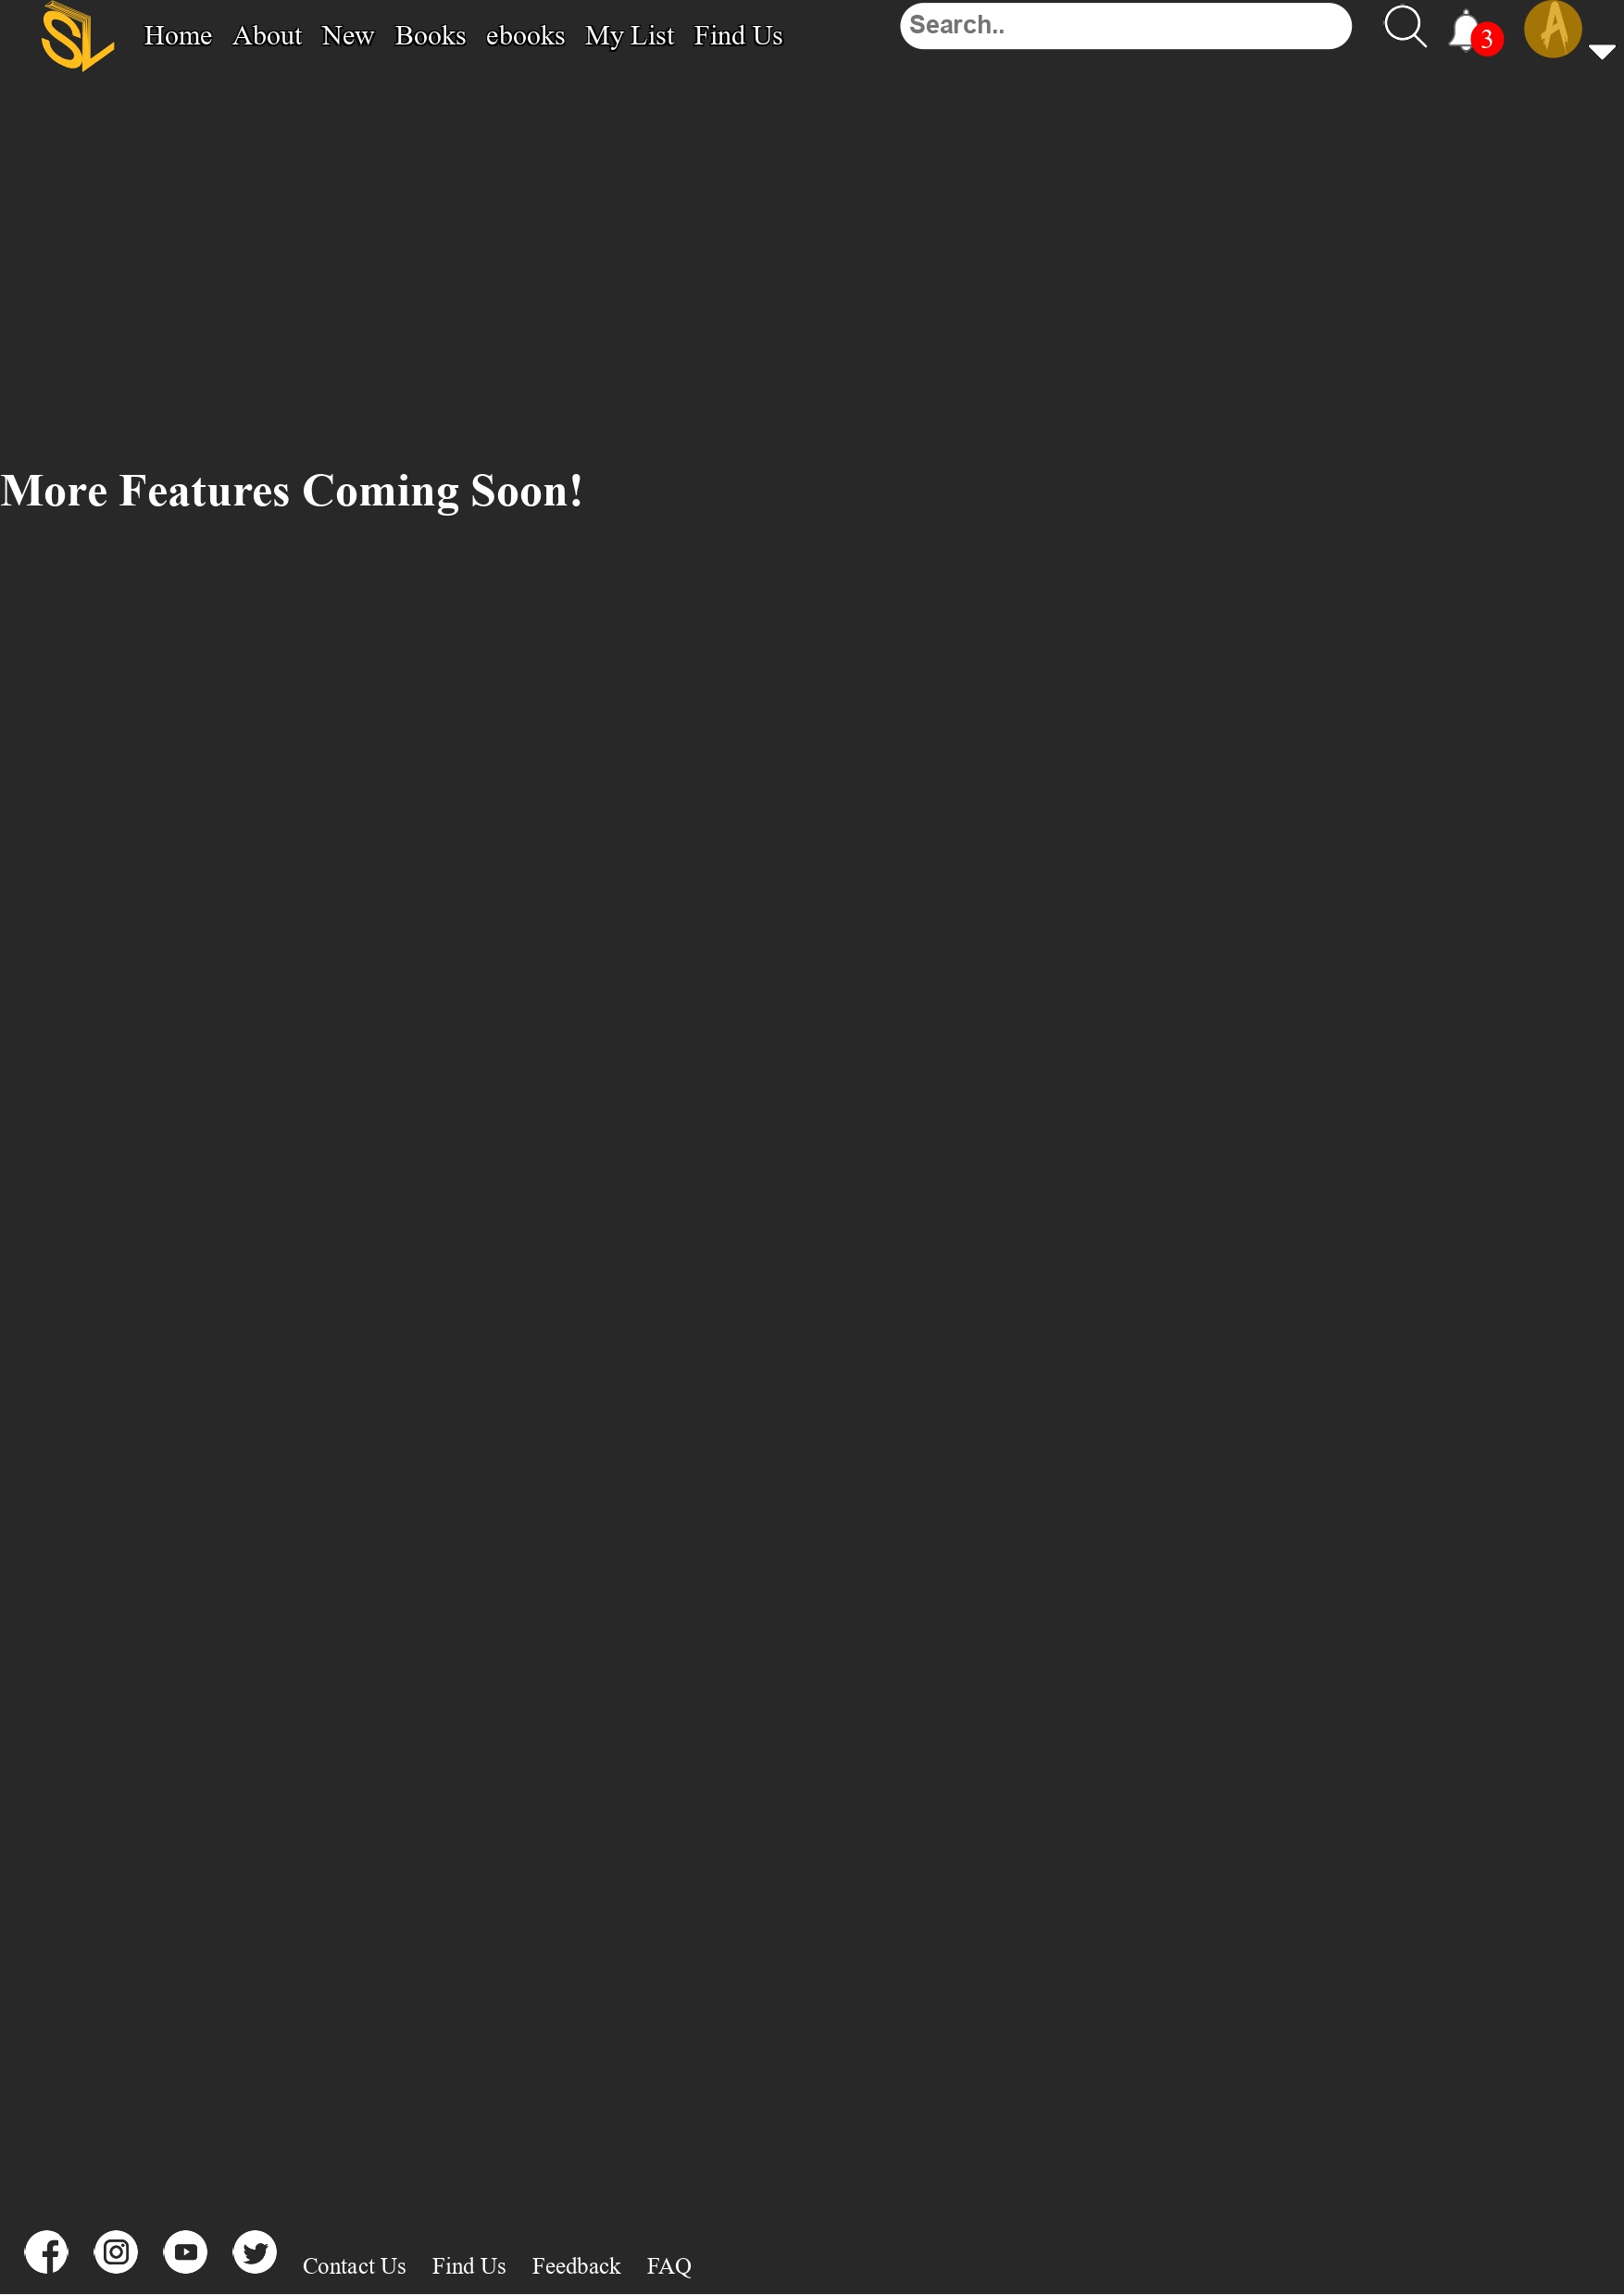 SL
Home About New Books ebooks My List Find Us
Search..
3
A
More Features Coming Soon!
Contact Us Find Us Feedback FAQ